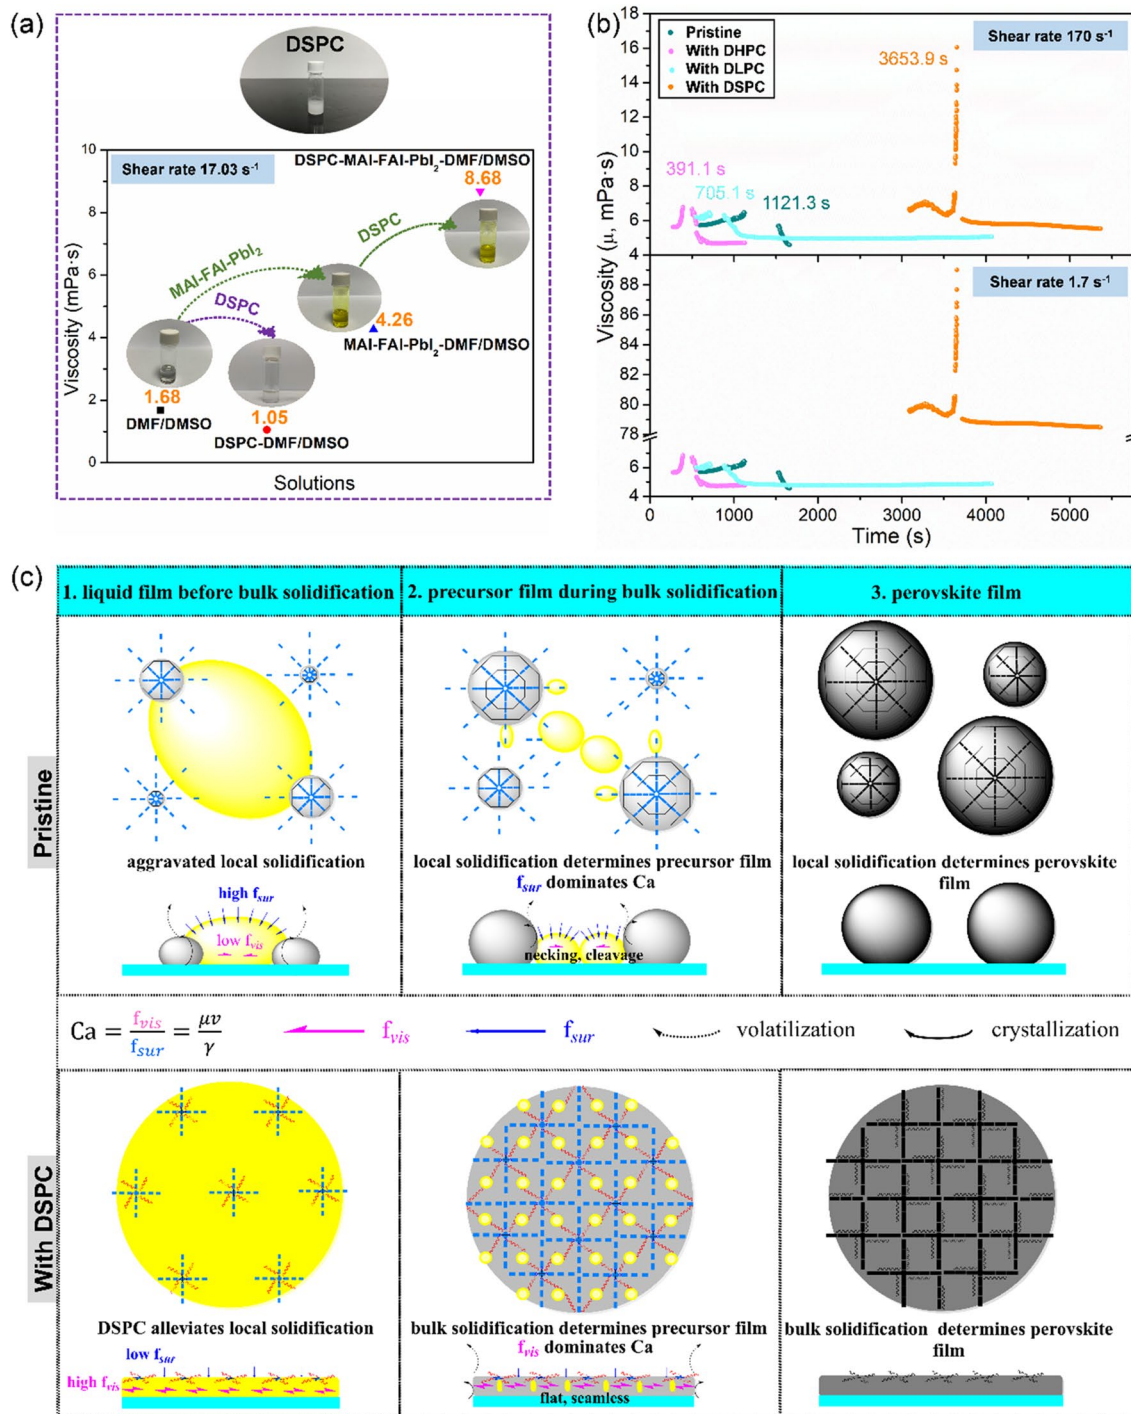 (a)
DSPC
Viscosity (mPa·s)
10
8
6
4
2
0
Shear rate 17.03 s⁻¹
DSPC-MAI-FAI-PbI₂-DMF/DMSO
8.68
DSPC
MAI-FAI-PbI₂
DSPC
4.26
MAI-FAI-PbI₂-DMF/DMSO
1.68
DMF/DMSO
1.05
DSPC-DMF/DMSO
Solutions
(b)
Viscosity (μ, mPa·s)
18
16
14
12
10
8
6
4
Pristine
With DHPC
With DLPC
With DSPC
Shear rate 170 s⁻¹
3653.9 s
391.1 s
705.1 s
1121.3 s
88
86
84
82
80
78
6
4
Shear rate 1.7 s⁻¹
0
1000
2000
3000
4000
5000
Time (s)
(c)
1. liquid film before bulk solidification
2. precursor film during bulk solidification
3. perovskite film
Pristine
aggravated local solidification
high f_sur
low f_vis
local solidification determines precursor film
f_sur dominates Ca
necking, cleavage
local solidification determines perovskite
film
Ca = f_vis/f_sur = μv/γ
f_vis
f_sur
volatilization
crystallization
With DSPC
DSPC alleviates local solidification
low f_sur
high f_vis
bulk solidification determines precursor film
f_vis dominates Ca
flat, seamless
bulk solidification determines perovskite
film